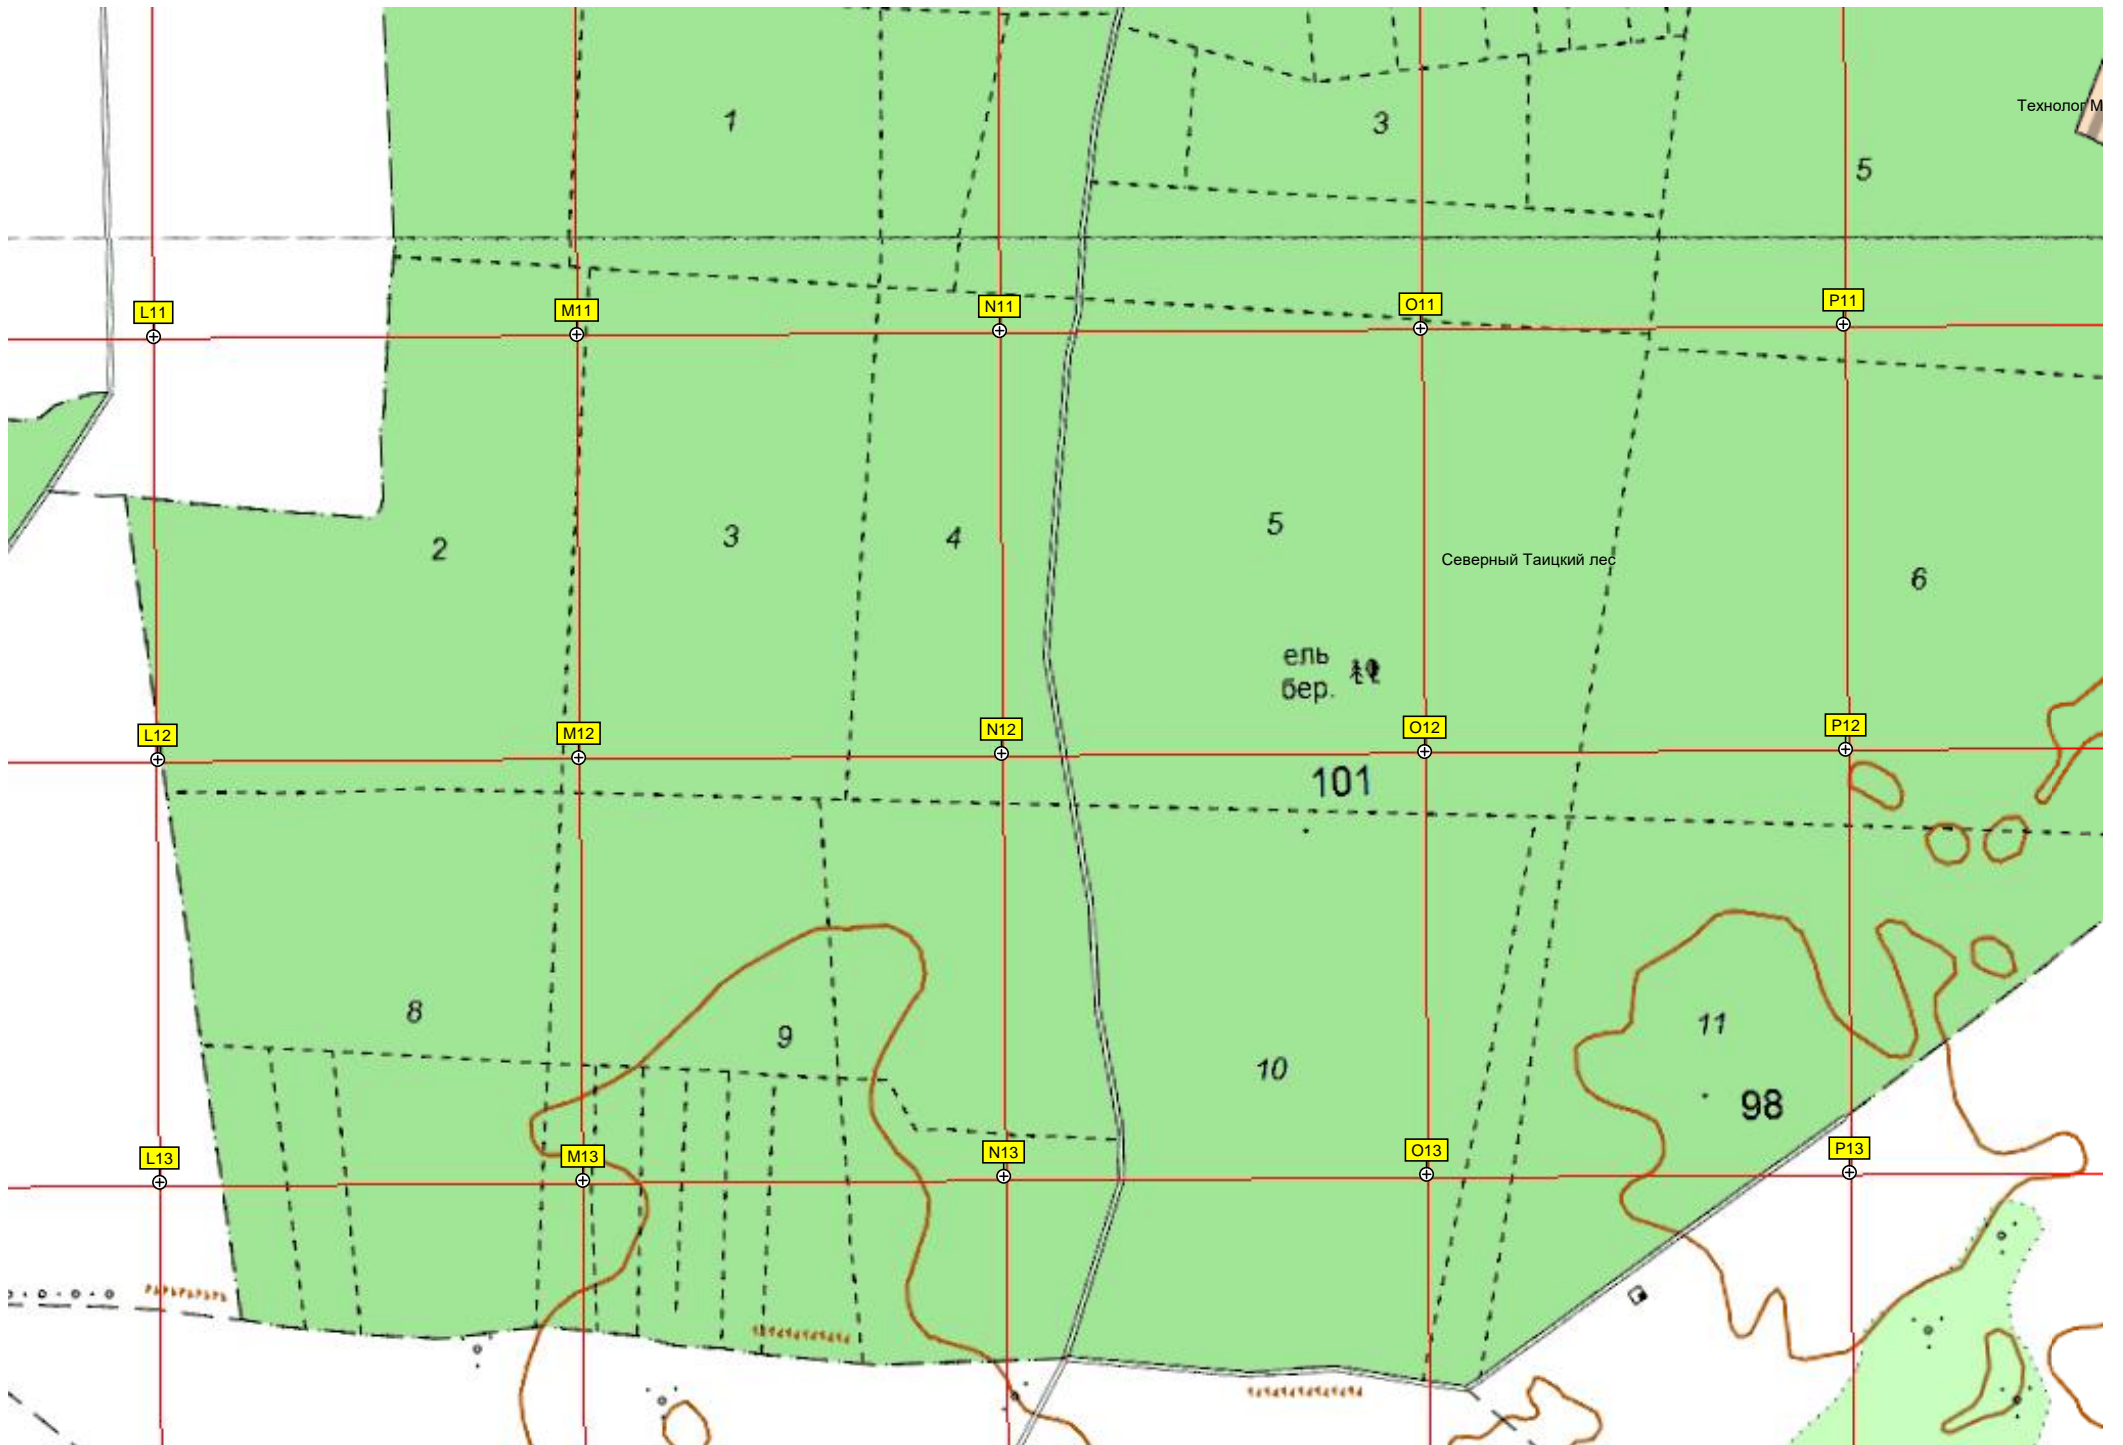 Технолог М
1
3
5
L11
M11
N11
O11
P11
2
3
4
5
Северный Таицкий лес
6
ель
бер.
L12
M12
N12
O12
P12
101
8
9
10
11
98
L13
M13
N13
O13
P13